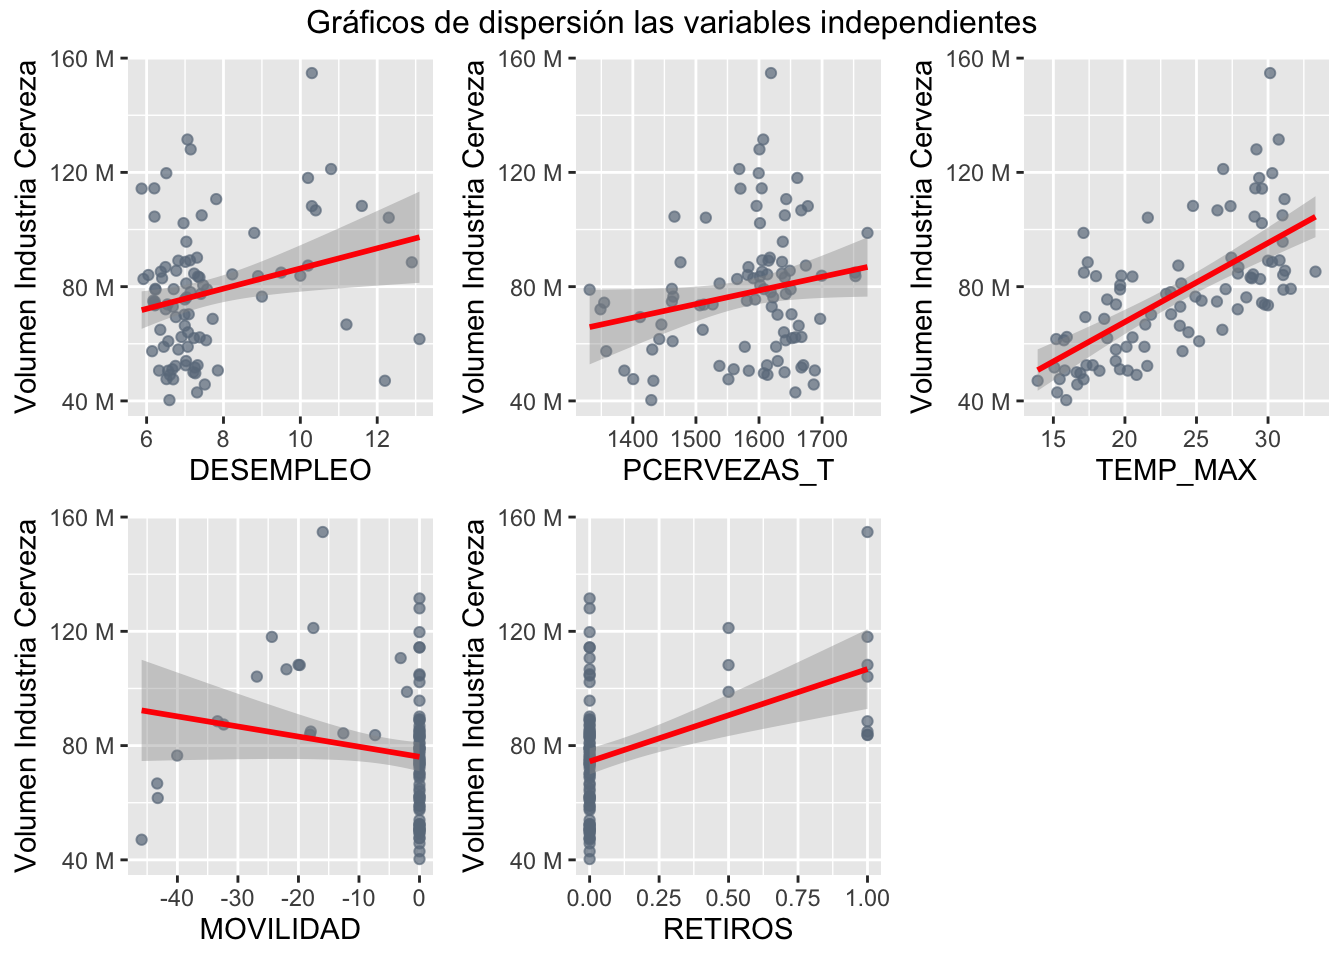 Gráficos de dispersión las variables independientes
Volumen Industria Cerveza
160 M
120 M
80 M
40 M
6 8 10 12
DESEMPLEO
Volumen Industria Cerveza
160 M
120 M
80 M
40 M
1400 1500 1600 1700
PCERVEZAS_T
Volumen Industria Cerveza
160 M
120 M
80 M
40 M
15 20 25 30
TEMP_MAX
Volumen Industria Cerveza
160 M
120 M
80 M
40 M
-40 -30 -20 -10 0
MOVILIDAD
Volumen Industria Cerveza
160 M
120 M
80 M
40 M
0.00 0.25 0.50 0.75 1.00
RETIROS